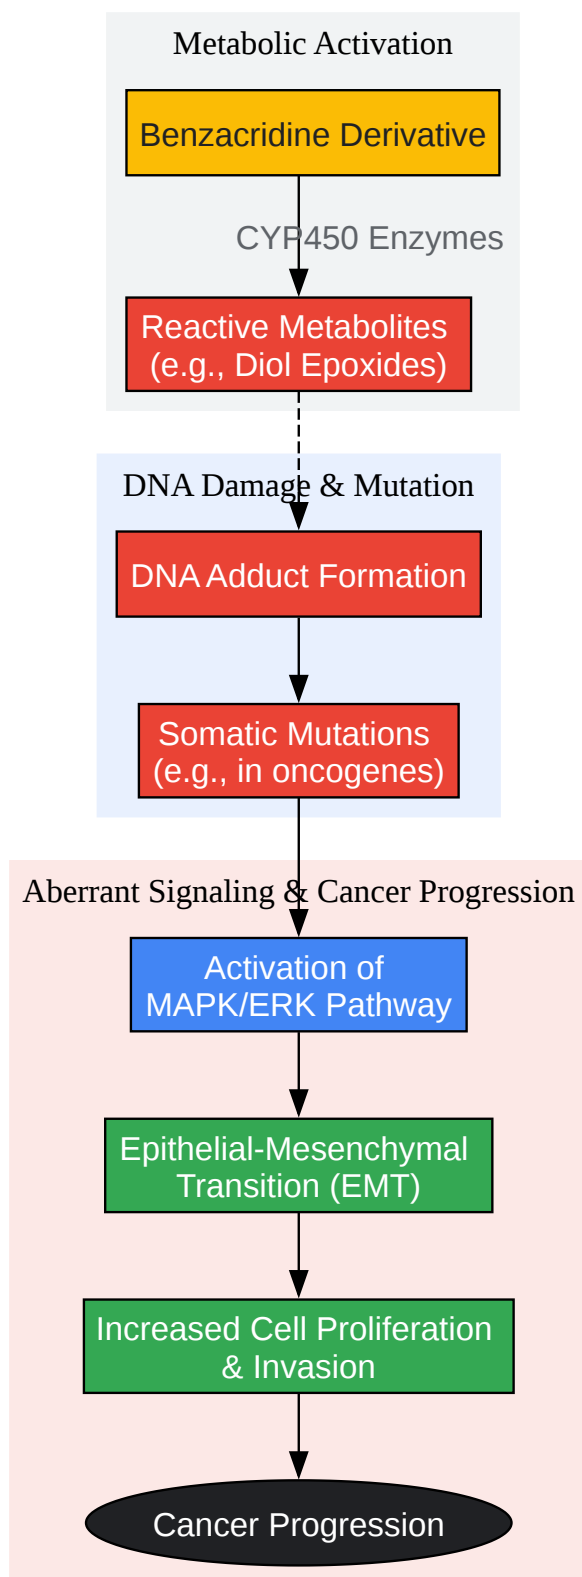 Metabolic Activation
Benzacridine Derivative
CYP450 Enzymes
Reactive Metabolites
(e.g., Diol Epoxides)
DNA Damage & Mutation
DNA Adduct Formation
Somatic Mutations
(e.g., in oncogenes)
Aberrant Signaling & Cancer Progression
Activation of
MAPK/ERK Pathway
Epithelial-Mesenchymal
Transition (EMT)
Increased Cell Proliferation
& Invasion
Cancer Progression